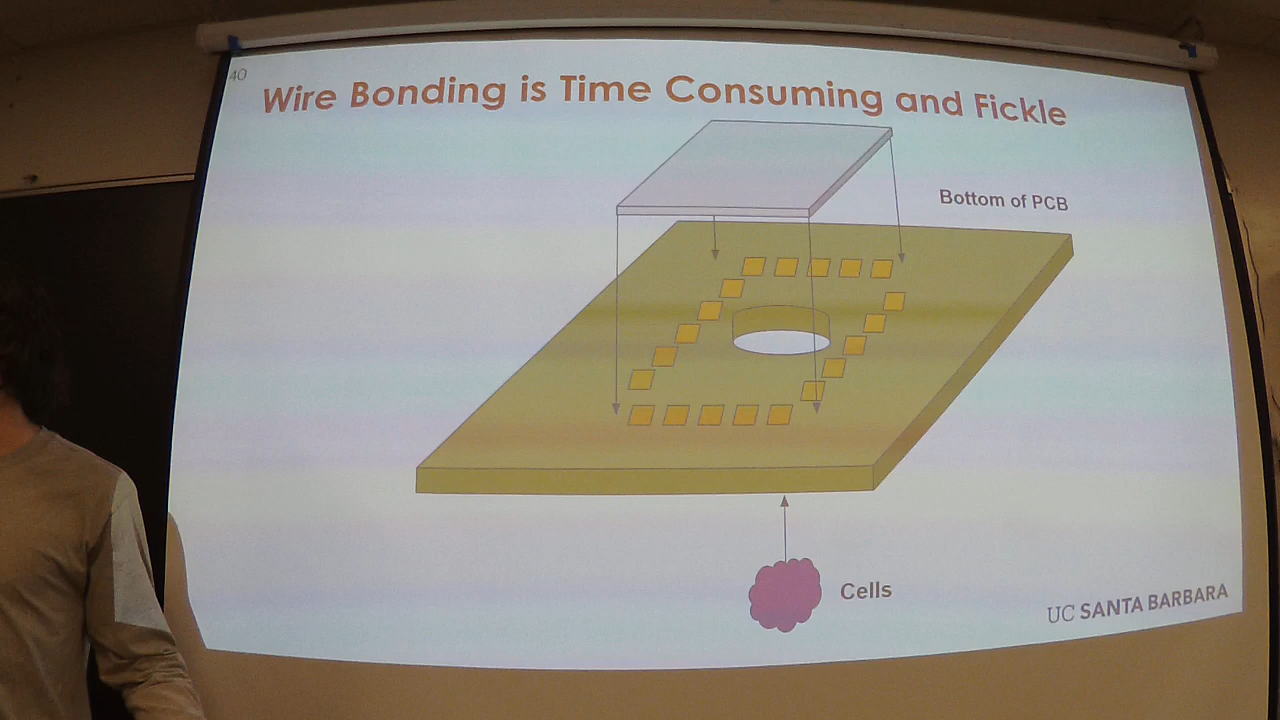 40
Wire Bonding is Time Consuming and Fickle
Bottom of PCB
Cells
UC SANTA BARBARA